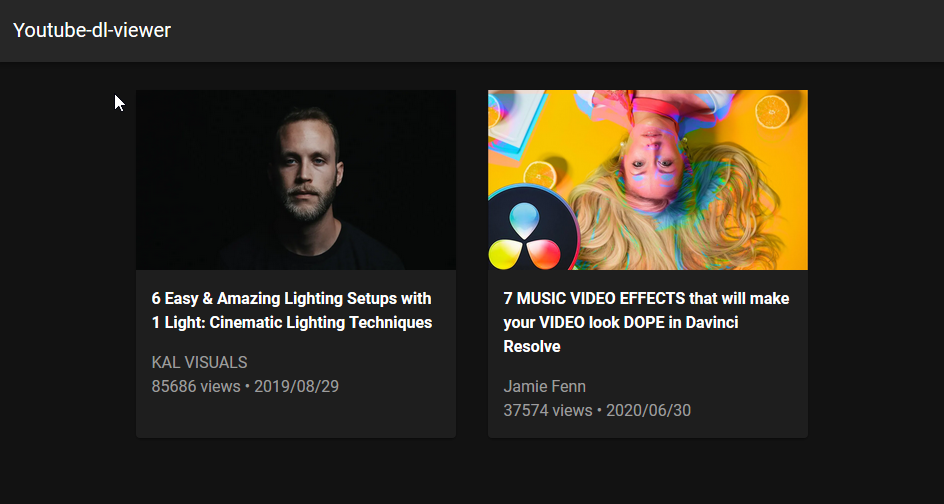 Youtube-dl-viewer
6 Easy & Amazing Lighting Setups with
1 Light: Cinematic Lighting Techniques
KAL VISUALS
85686 views • 2019/08/29
7 MUSIC VIDEO EFFECTS that will make
your VIDEO look DOPE in Davinci
Resolve
Jamie Fenn
37574 views • 2020/06/30